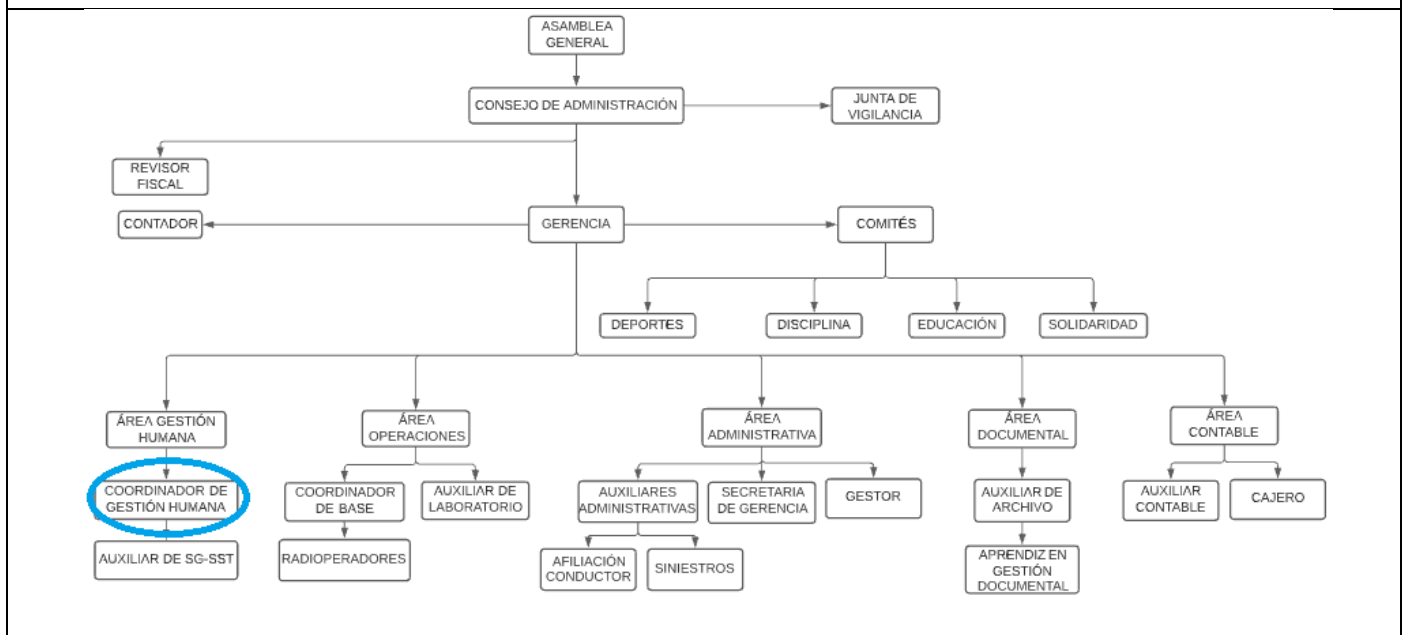 ASAMBLEA
GENERAL
CONSEJO DE ADMINISTRACIÓN
JUNTA DE
VIGILANCIA
REVISOR
FISCAL
CONTADOR
GERENCIA
COMITÉS
DEPORTES
DISCIPLINA
EDUCACIÓN
SOLIDARIDAD
ÁREA GESTIÓN
HUMANA
ÁREA
OPERACIONES
ÁREA
ADMINISTRATIVA
ÁREA
DOCUMENTAL
ÁREA
CONTABLE
COORDINADOR DE
GESTIÓN HUMANA
COORDINADOR
DE BASE
AUXILIAR DE
LABORATORIO
AUXILIARES
ADMINISTRATIVAS
SECRETARIA
DE GERENCIA
GESTOR
AUXILIAR DE
ARCHIVO
AUXILIAR
CONTABLE
CAJERO
AUXILIAR DE SG-SST
RADIOPERADORES
AFILIACIÓN
CONDUCTOR
SINIESTROS
APRENDIZ EN
GESTIÓN
DOCUMENTAL